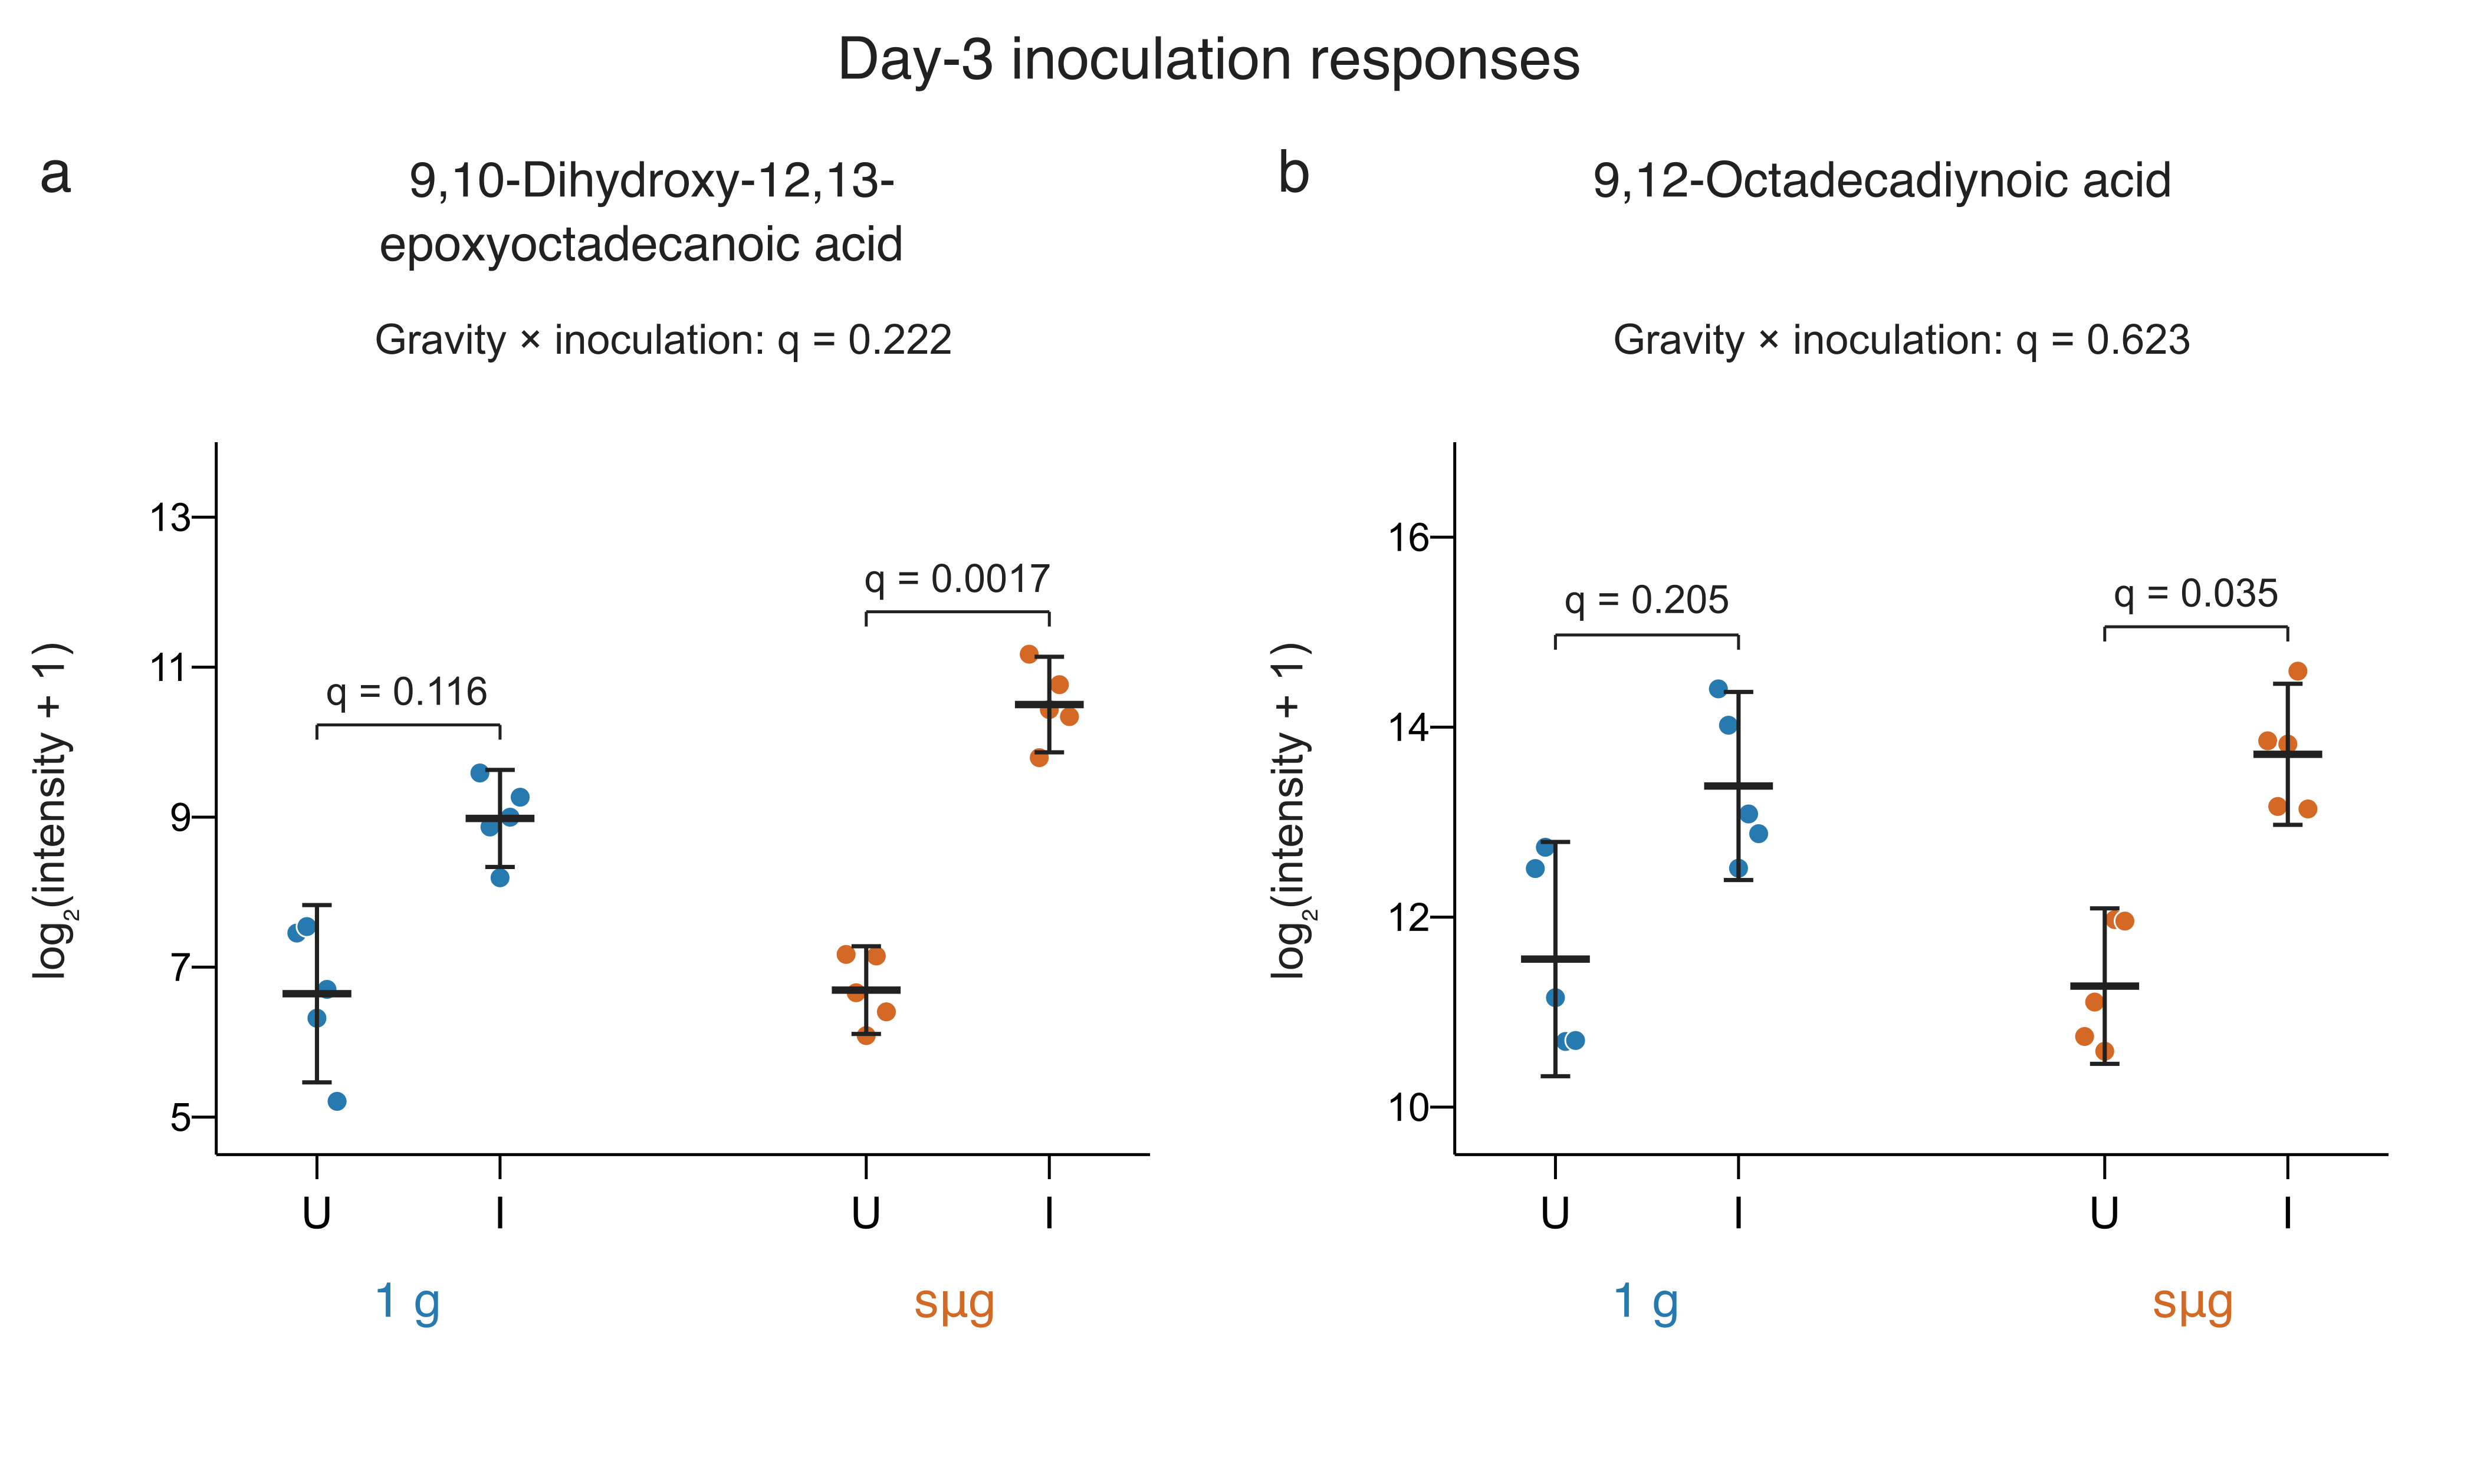 Day-3 inoculation responses
a
9,10-Dihydroxy-12,13-
epoxyoctadecanoic acid
Gravity × inoculation: q = 0.222
log₂(intensity + 1)
13
11
9
7
5
q = 0.116
q = 0.0017
U I U I
1 g sµg
b
9,12-Octadecadiynoic acid
Gravity × inoculation: q = 0.623
log₂(intensity + 1)
16
14
12
10
q = 0.205
q = 0.035
U I U I
1 g sµg